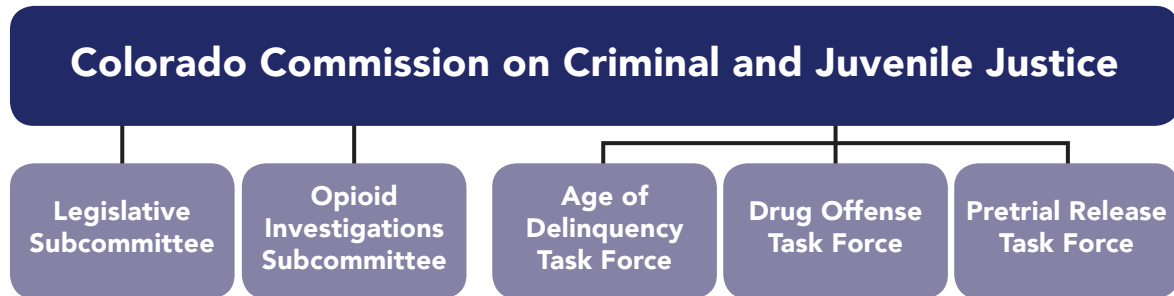 Colorado Commission on Criminal and Juvenile Justice
Legislative
Subcommittee
Opioid
Investigations
Subcommittee
Age of
Delinquency
Task Force
Drug Offense
Task Force
Pretrial Release
Task Force